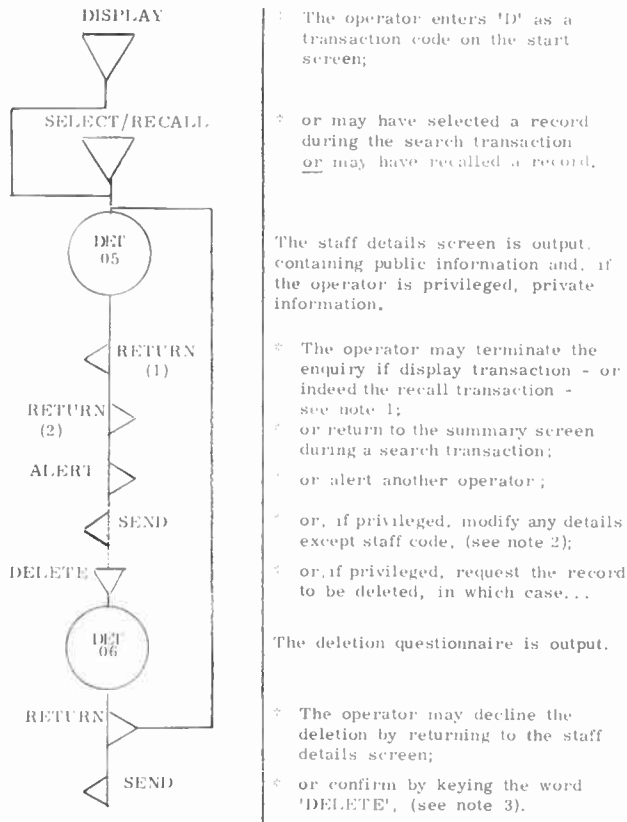 DISPLAY
* The operator enters 'D' as a
transaction code on the start
screen;
SELECT/RECALL
* or may have selected a record
during the search transaction
or may have recalled a record.
DET
05
The staff details screen is output,
containing public information and, if
the operator is privileged, private
information.
RETURN
(1)
* The operator may terminate the
enquiry if display transaction - or
indeed the recall transaction -
see note 1;
RETURN
(2)
* or return to the summary screen
during a search transaction;
ALERT
* or alert another operator;
SEND
* or, if privileged, modify any details
except staff code, (see note 2);
DELETE
* or, if privileged, request the record
to be deleted, in which case...
DET
06
The deletion questionnaire is output.
RETURN
* The operator may decline the
deletion by returning to the staff
details screen;
SEND
* or confirm by keying the word
'DELETE', (see note 3).